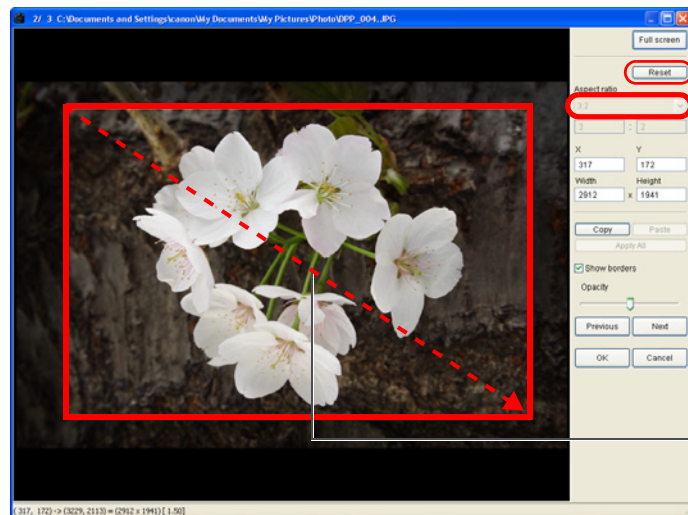 2/ 3 C:\Documents and Settings\canon\My Documents\My Pictures\Photo\DPP_004.JPG
Full screen
Reset
Aspect ratio
3:2
3 : 2
X Y
317 172
Width Height
2912 x 1941
Copy Paste
Apply All
Show borders
Opacity
Previous Next
OK Cancel
( 317, 172) -> (3229, 2113) = (2912 x 1941) [ 1.50]